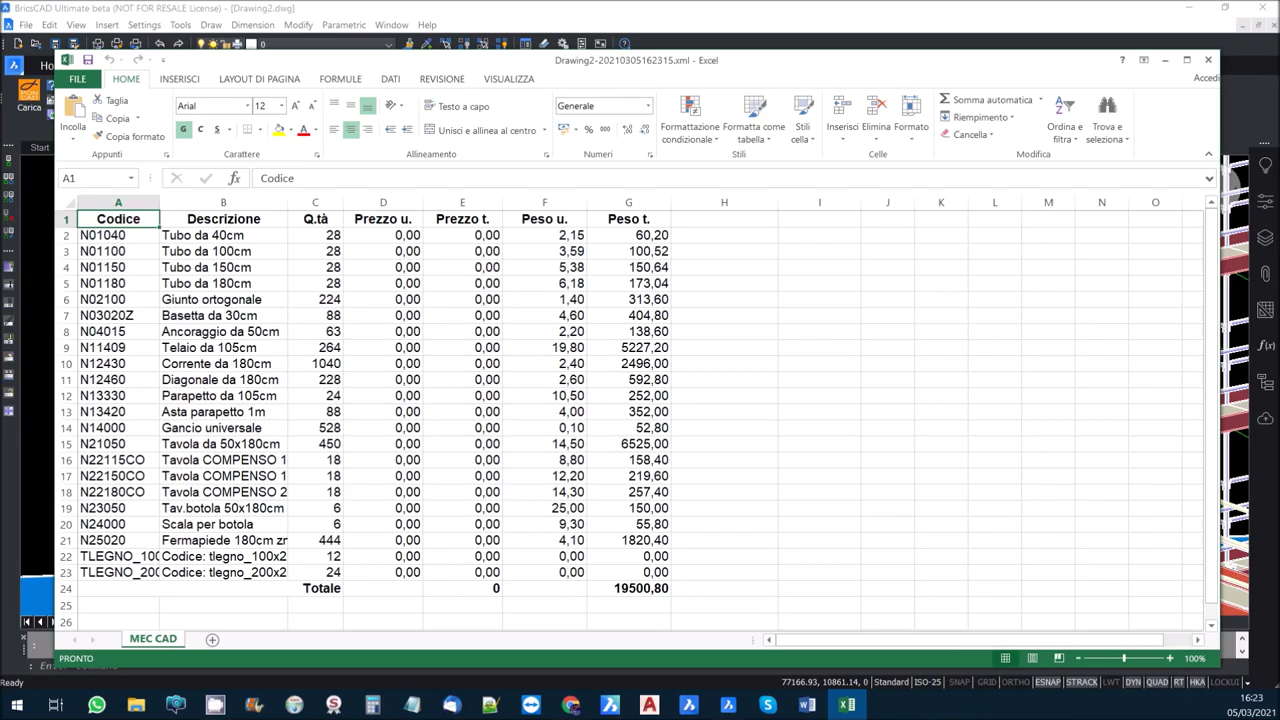 BricsCAD Ultimate beta (NOT FOR RESALE License) - [Drawing2.dwg]
File Edit View Insert Settings Tools Draw Dimension Modify Parametric Window Help
0
Drawing2-20210305162315.xml - Excel
Ho
FILE HOME INSERISCI LAYOUT DI PAGINA FORMULE DATI REVISIONE VISUALIZZA Accedi
Carica
Incolla
Taglia
Copia
Copia formato
Appunti
Arial 12
G C S
Carattere
Testo a capo
Unisci e allinea al centro
Allineamento
Generale
Numeri
Formattazione condizionale
Formatta come tabella
Stili cella
Stili
Inserisci Elimina Formato
Celle
Somma automatica
Riempimento
Cancella
Ordina e filtra
Trova e seleziona
Modifica
Start
A1 fx Codice
A B C D E F G H I J K L M N O
1 Codice Descrizione Q.tà Prezzo u. Prezzo t. Peso u. Peso t.
2 N01040 Tubo da 40cm 28 0,00 0,00 2,15 60,20
3 N01100 Tubo da 100cm 28 0,00 0,00 3,59 100,52
4 N01150 Tubo da 150cm 28 0,00 0,00 5,38 150,64
5 N01180 Tubo da 180cm 28 0,00 0,00 6,18 173,04
6 N02100 Giunto ortogonale 224 0,00 0,00 1,40 313,60
7 N03020Z Basetta da 30cm 88 0,00 0,00 4,60 404,80
8 N04015 Ancoraggio da 50cm 63 0,00 0,00 2,20 138,60
9 N11409 Telaio da 105cm 264 0,00 0,00 19,80 5227,20
10 N12430 Corrente da 180cm 1040 0,00 0,00 2,40 2496,00
11 N12460 Diagonale da 180cm 228 0,00 0,00 2,60 592,80
12 N13330 Parapetto da 105cm 24 0,00 0,00 10,50 252,00
13 N13420 Asta parapetto 1m 88 0,00 0,00 4,00 352,00
14 N14000 Gancio universale 528 0,00 0,00 0,10 52,80
15 N21050 Tavola da 50x180cm 450 0,00 0,00 14,50 6525,00
16 N22115CO Tavola COMPENSO 1 18 0,00 0,00 8,80 158,40
17 N22150CO Tavola COMPENSO 1 18 0,00 0,00 12,20 219,60
18 N22180CO Tavola COMPENSO 2 18 0,00 0,00 14,30 257,40
19 N23050 Tav.botola 50x180cm 6 0,00 0,00 25,00 150,00
20 N24000 Scala per botola 6 0,00 0,00 9,30 55,80
21 N25020 Fermapiede 180cm zr 444 0,00 0,00 4,10 1820,40
22 TLEGNO_100 Codice: tlegno_100x2 12 0,00 0,00 0,00 0,00
23 TLEGNO_200 Codice: tlegno_200x2 24 0,00 0,00 0,00 0,00
24 Totale 0 19500,80
25
26
MEC CAD
PRONTO 100%
Ready 77166.93, 10861.14, 0 Standard ISO-25 SNAP GRID ORTHO ESNAP STRACK LWT DYN QUAD RT HKA LOCKUI
16:23
05/03/2021